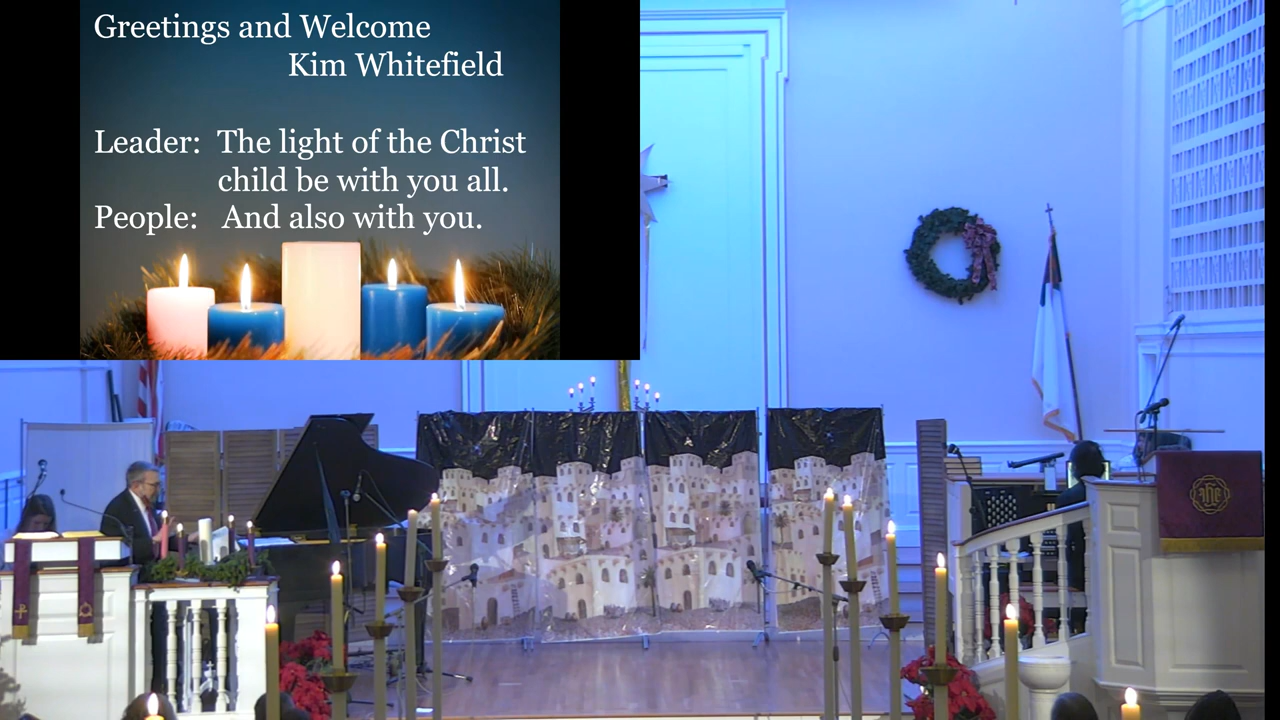 Greetings and Welcome
Kim Whitefield
Leader: The light of the Christ
child be with you all.
People: And also with you.
IHC